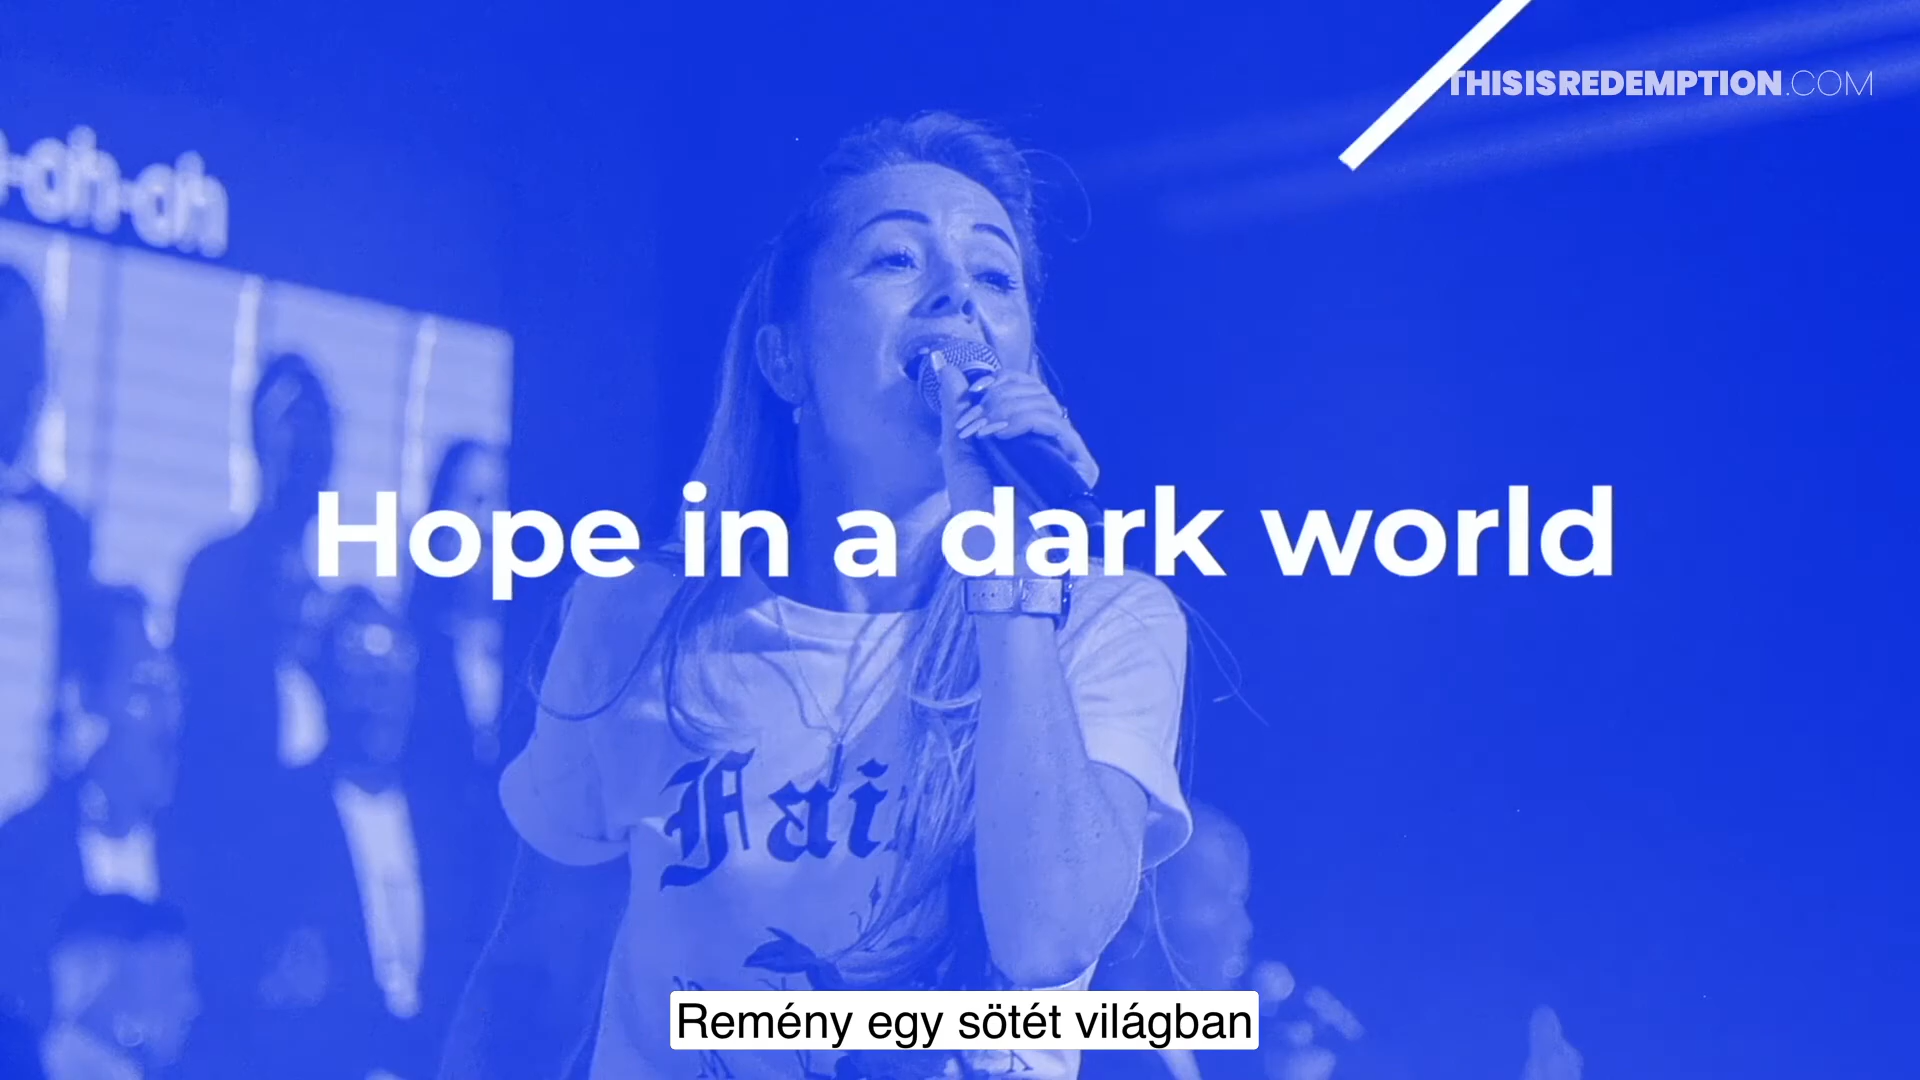 THISISREDEMPTION.COM
Hope in a dark world
Remény egy sötét világban